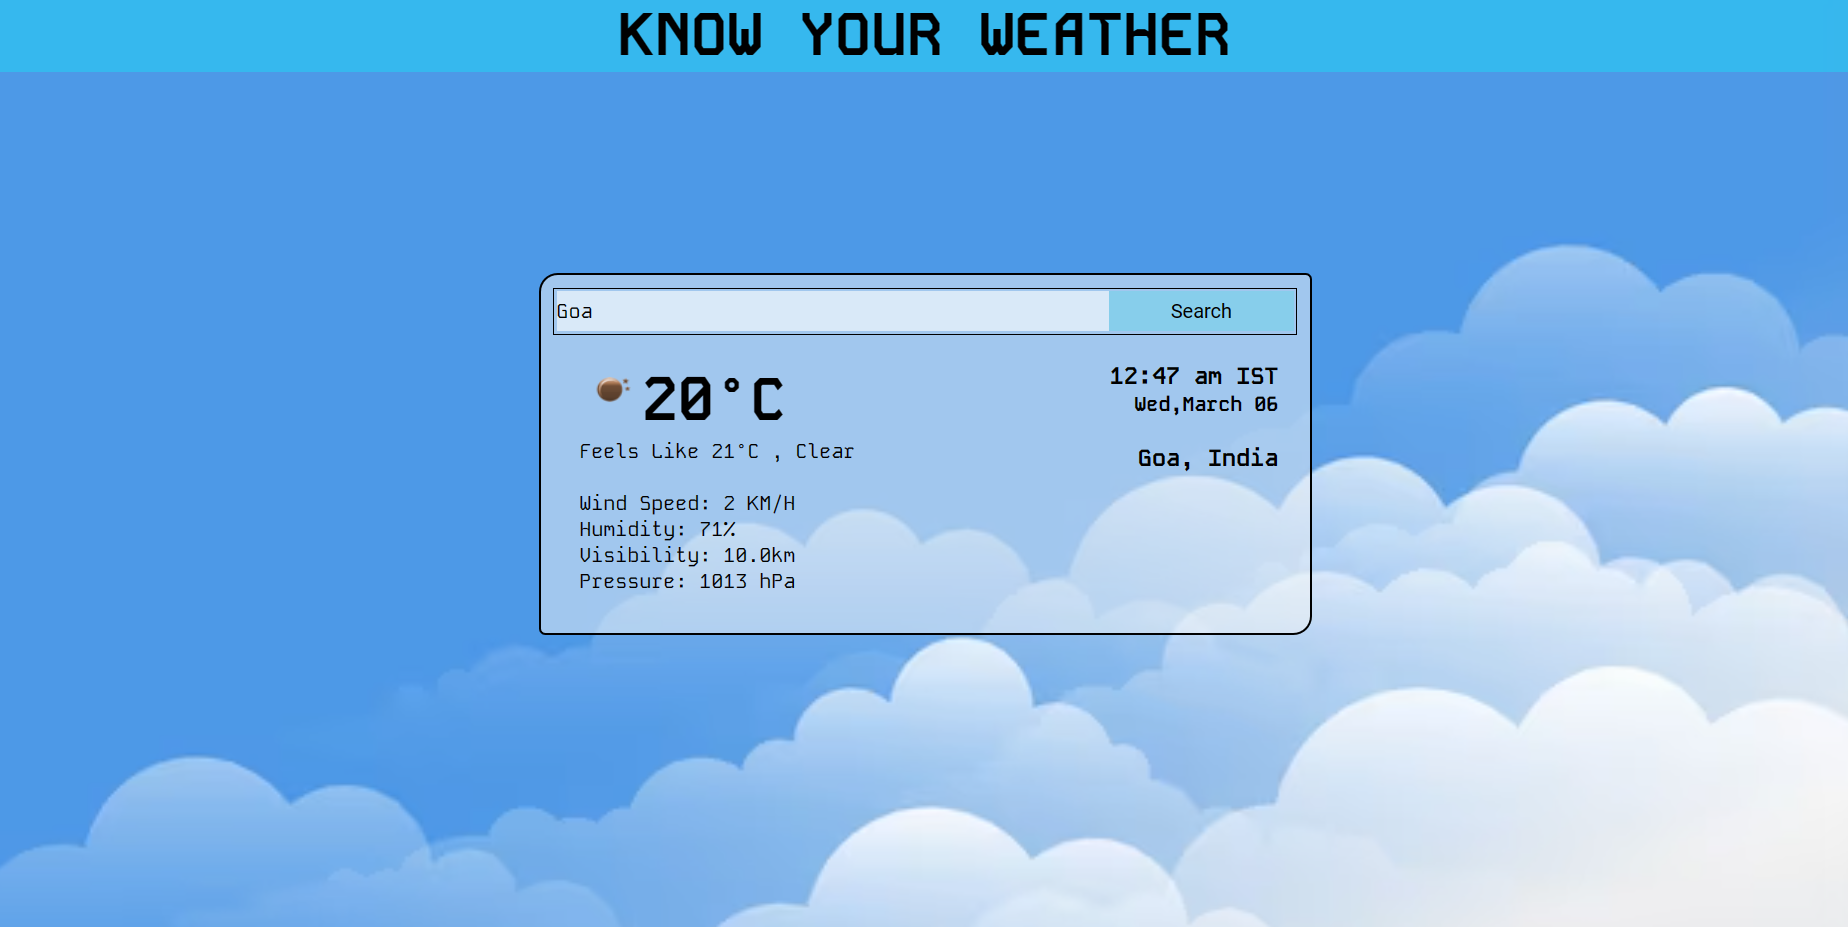 KNOW YOUR WEATHER
Goa
Search
20°C
Feels Like 21°C , Clear
12:47 am IST
Wed,March 06
Goa, India
Wind Speed: 2 KM/H
Humidity: 71%
Visibility: 10.0km
Pressure: 1013 hPa